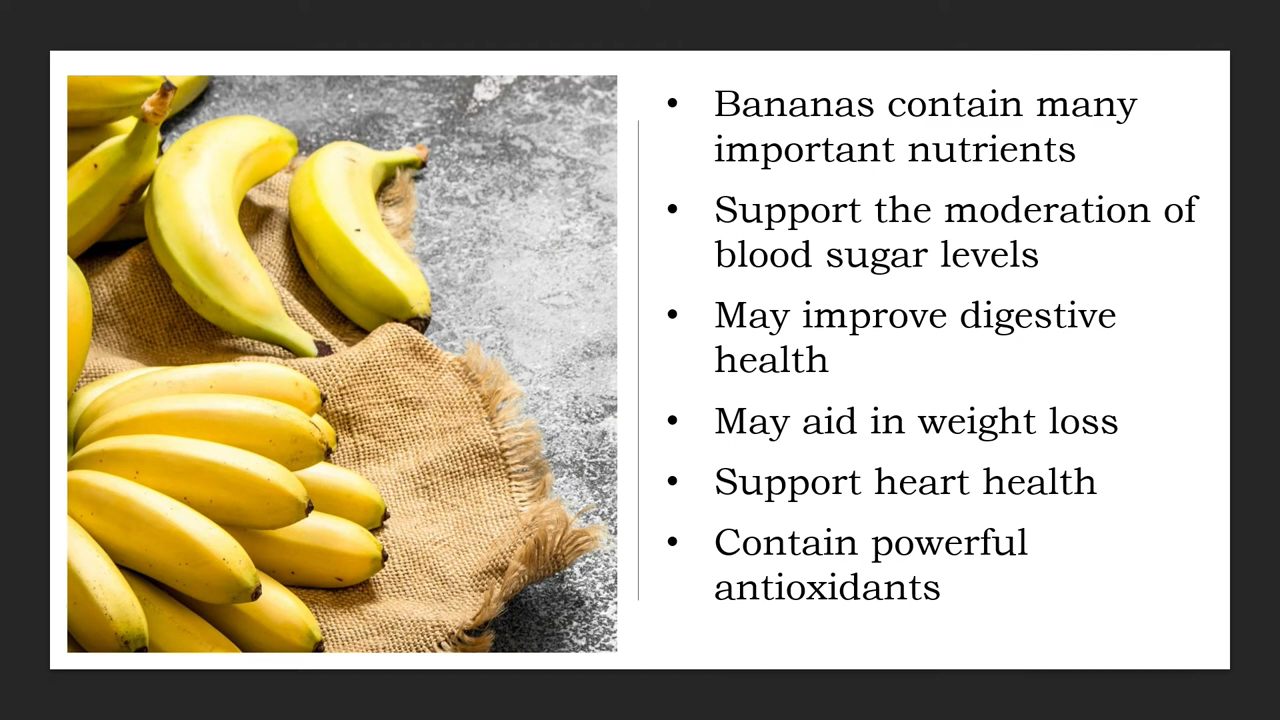 • Bananas contain many
important nutrients
• Support the moderation of
blood sugar levels
• May improve digestive
health
• May aid in weight loss
• Support heart health
• Contain powerful
antioxidants